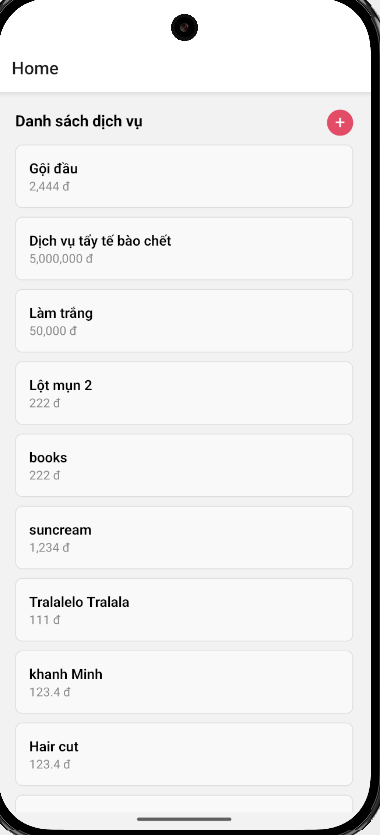 Home
Danh sách dịch vụ
+
Gội đầu
2,444 đ
Dịch vụ tẩy tế bào chết
5,000,000 đ
Làm trắng
50,000 đ
Lột mụn 2
222 đ
books
222 đ
suncream
1,234 đ
Tralalelo Tralala
111 đ
khanh Minh
123.4 đ
Hair cut
123.4 đ